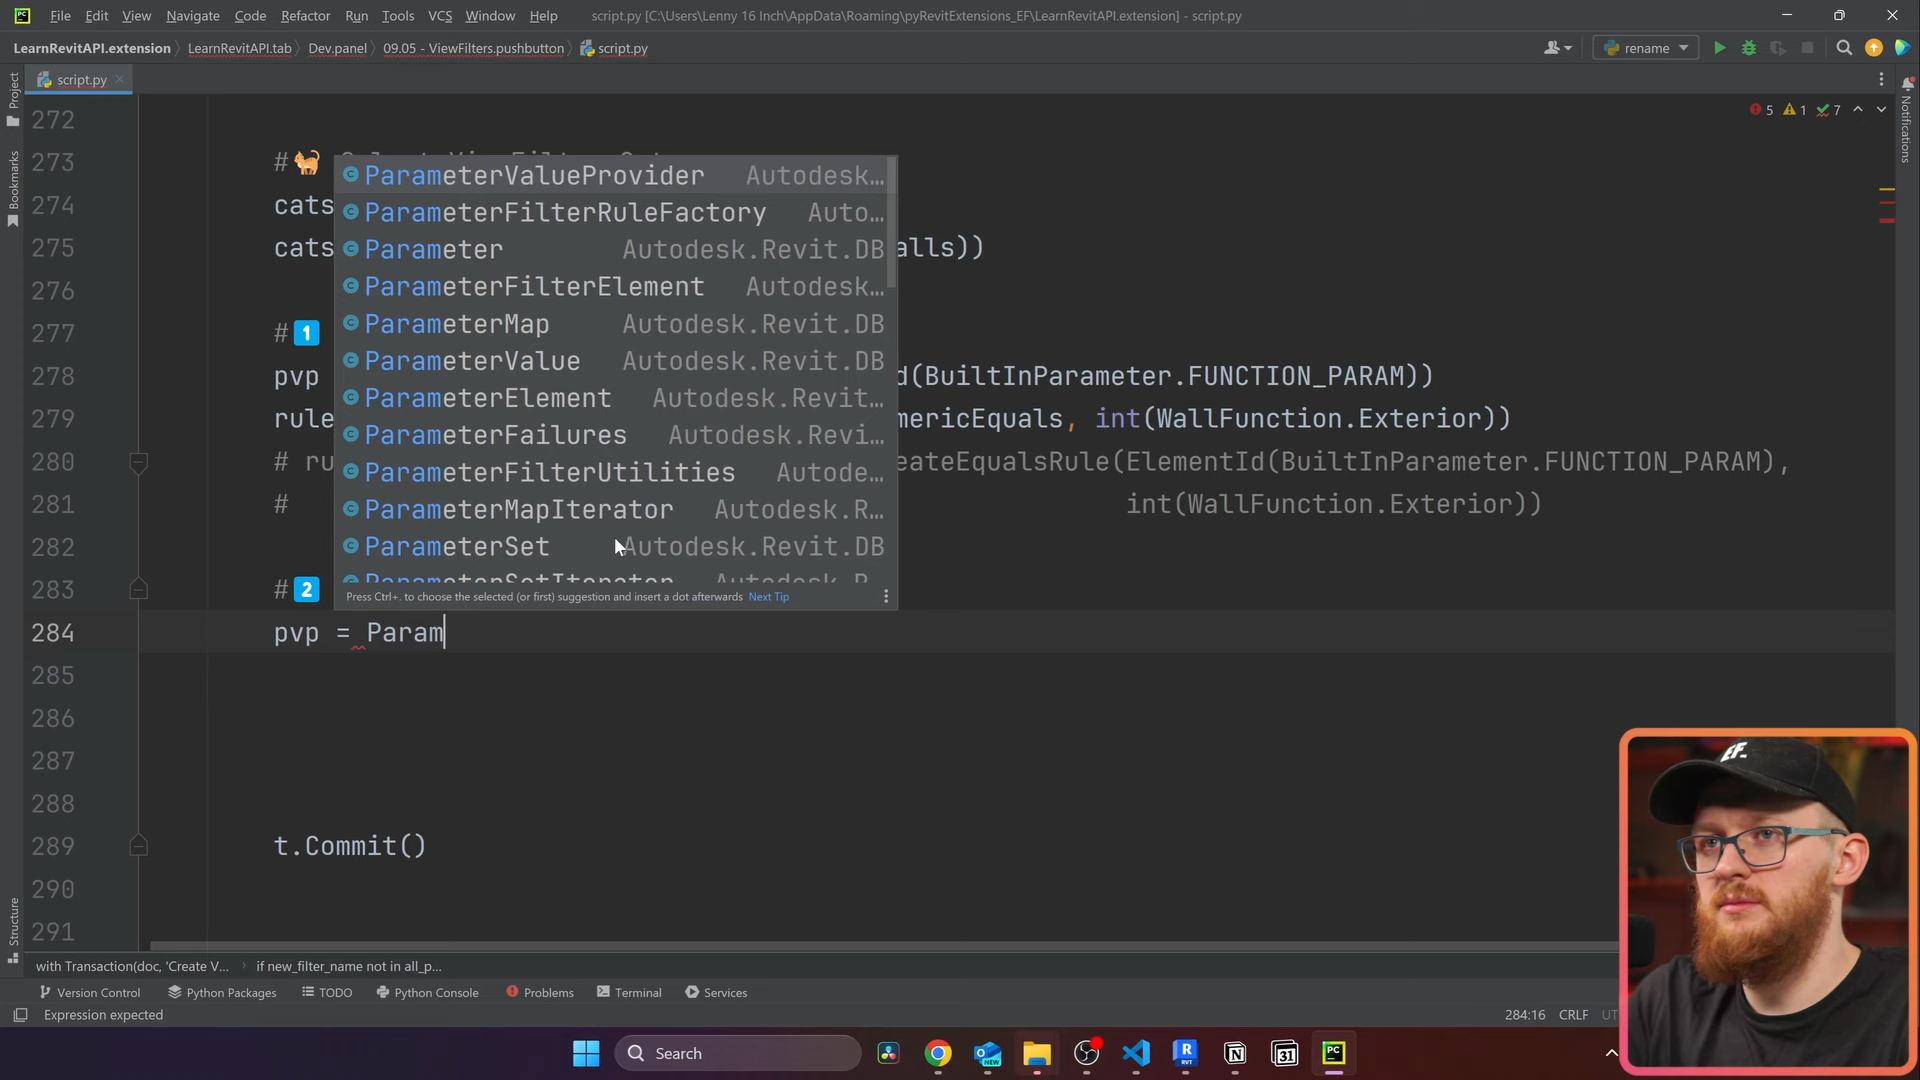 File Edit View Navigate Code Refactor Run Tools VCS Window Help script.py [C:\Users\Lenny 16 Inch\AppData\Roaming\pyRevitExtensions_EF\LearnRevitAPI.extension] - script.py
LearnRevitAPI.extension LearnRevitAPI.tab Dev.panel 09.05 - ViewFilters.pushbutton script.py rename
script.py
Project
Bookmarks
Structure
Notifications
5 1 7
272
273 #
274 cats
275 cats alls))
276
277 #1
278 pvp d(BuiltInParameter.FUNCTION_PARAM))
279 rule mericEquals, int(WallFunction.Exterior))
280 # ru eateEqualsRule(ElementId(BuiltInParameter.FUNCTION_PARAM),
281 # int(WallFunction.Exterior))
282
283 #2
284 pvp = Param
285
286
287
288
289 t.Commit()
290
291
ParameterValueProvider Autodesk...
ParameterFilterRuleFactory Auto...
Parameter Autodesk.Revit.DB
ParameterFilterElement Autodesk...
ParameterMap Autodesk.Revit.DB
ParameterValue Autodesk.Revit.DB
ParameterElement Autodesk.Revit...
ParameterFailures Autodesk.Revi...
ParameterFilterUtilities Autode...
ParameterMapIterator Autodesk.R...
ParameterSet Autodesk.Revit.DB
ParameterSetIterator Autodesk.R
Press Ctrl+. to choose the selected (or first) suggestion and insert a dot afterwards Next Tip
with Transaction(doc, 'Create V... if new_filter_name not in all_p...
Version Control Python Packages TODO Python Console Problems Terminal Services
Expression expected 284:16 CRLF UT
Search
NEW
RVT
31
PC
EF.